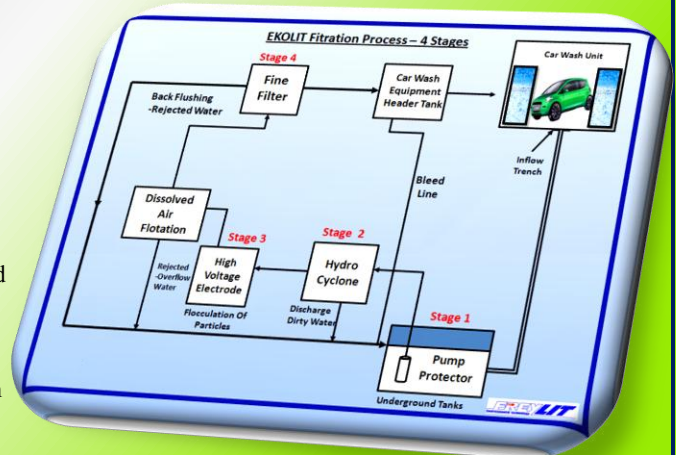 EKOLIT Fitration Process – 4 Stages
Stage 4
Fine
Filter
Car Wash
Equipment
Header Tank
Car Wash Unit
Back Flushing
-Rejected Water
Inflow
Trench
Bleed
Line
Dissolved
Air
Flotation
Stage 3
High
Voltage
Electrode
Stage 2
Hydro
Cyclone
Rejected
-Overflow
Water
Flocculation Of
Particles
Discharge
Dirty Water
Stage 1
Pump
Protector
Underground Tanks